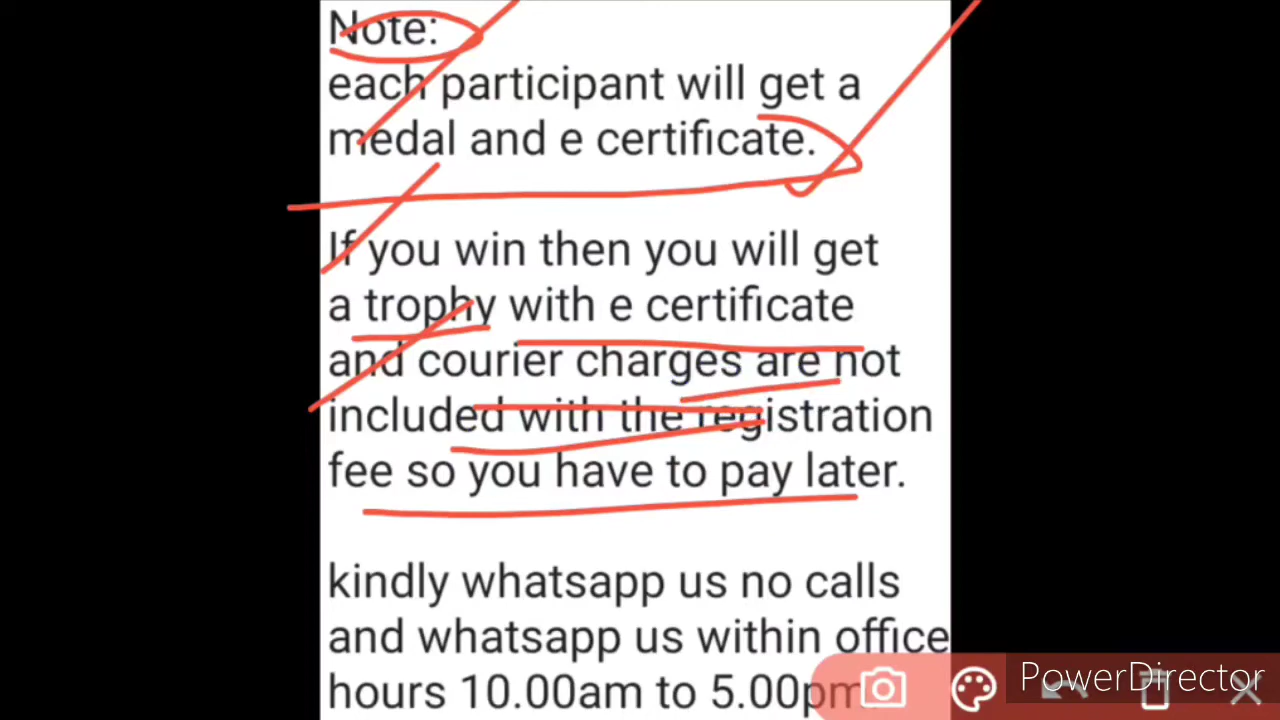 Note:
each participant will get a
medal and e certificate.
If you win then you will get
a trophy with e certificate
and courier charges are not
included with the registration
fee so you have to pay later.
kindly whatsapp us no calls
and whatsapp us within office
hours 10.00am to 5.00pm.
PowerDirector